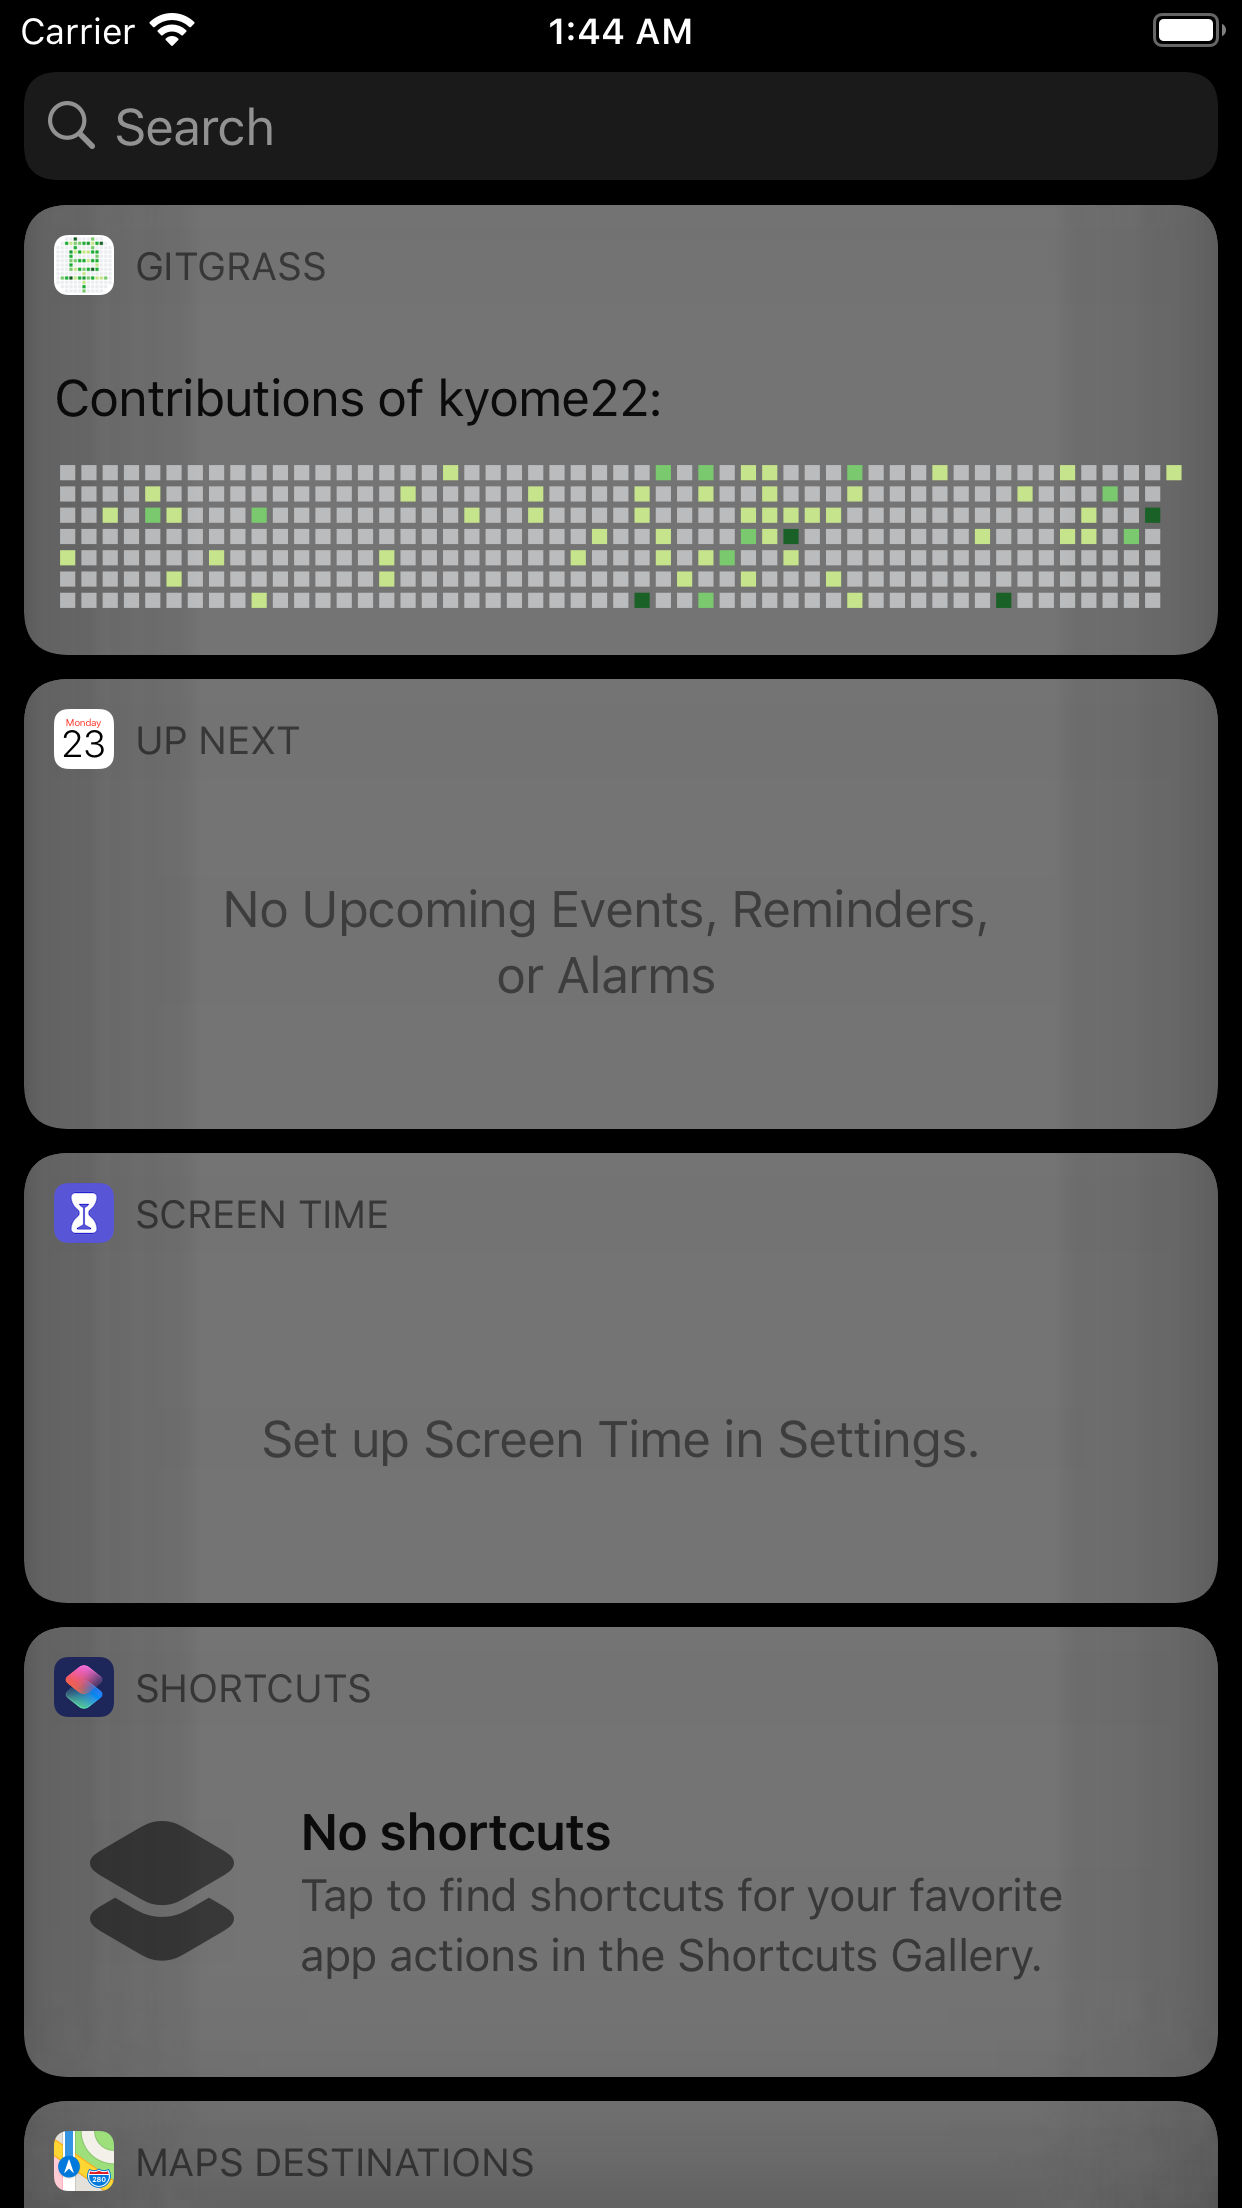 Carrier
1:44 AM
Search
GITGRASS
Contributions of kyome22:
Monday
23
UP NEXT
No Upcoming Events, Reminders,
or Alarms
SCREEN TIME
Set up Screen Time in Settings.
SHORTCUTS
No shortcuts
Tap to find shortcuts for your favorite
app actions in the Shortcuts Gallery.
280
MAPS DESTINATIONS